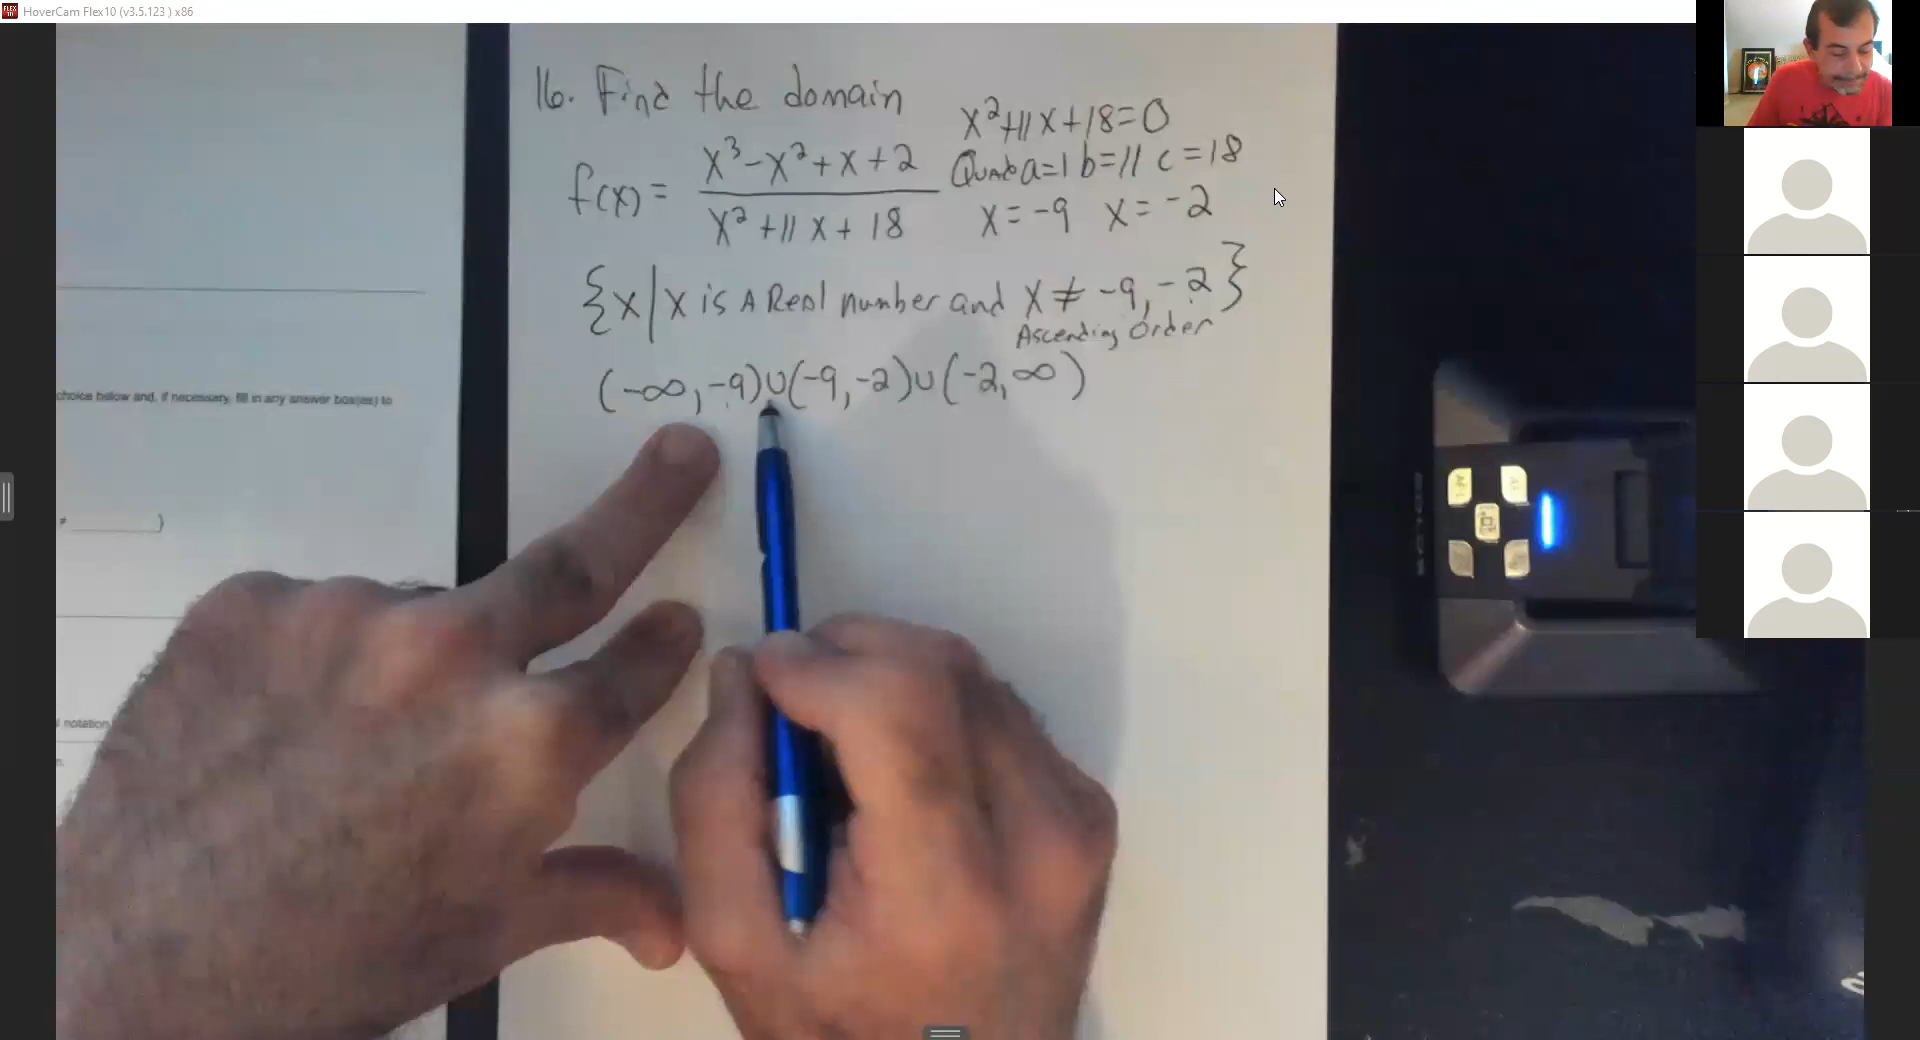 HoverCam Flex10 (v3.5.123 ) x86
16. Find the domain
x²+11x+18=0
f(x) = x³-x²+x+2 / x²+11x+18
Quad a=1 b=11 c=18
x=-9 x=-2
{x|x is A Real number and x≠-9,-2}
Ascending Order
(-∞,-9)∪(-9,-2)∪(-2,∞)
choice below and, if necessary, fill in any answer box(es) to
≠ ________ }
notation